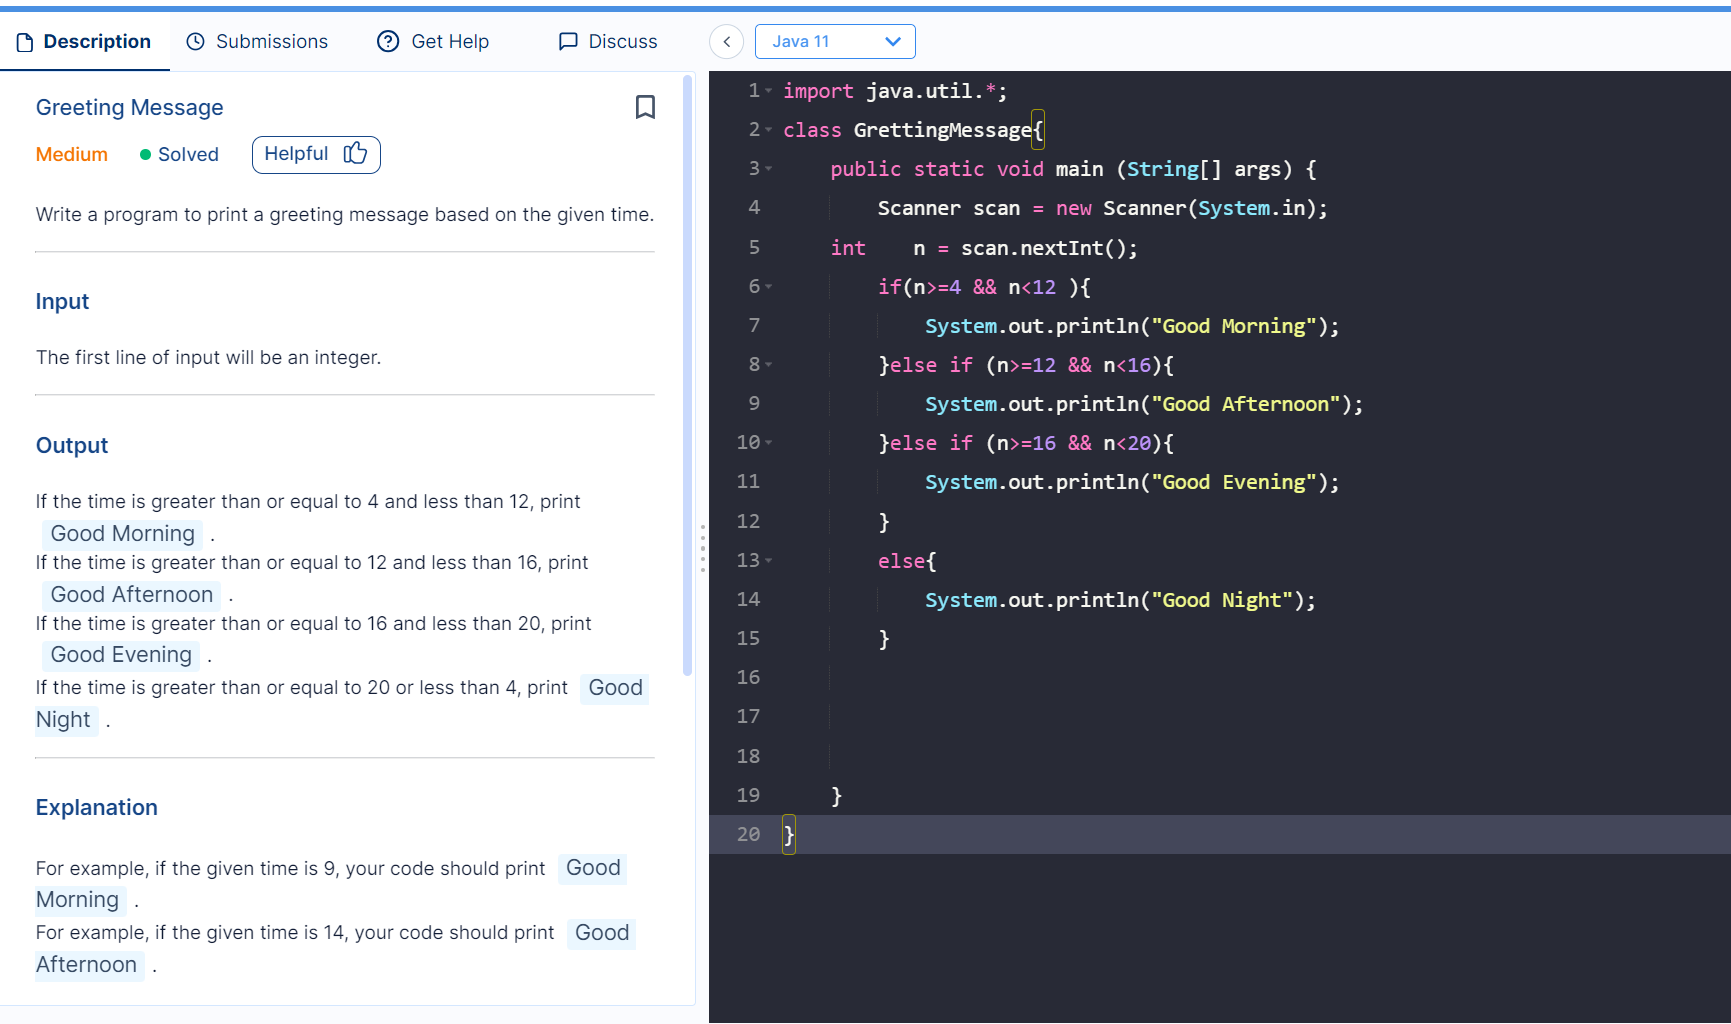 Description Submissions Get Help Discuss
Greeting Message
Medium Solved Helpful
Write a program to print a greeting message based on the given time.
Input
The first line of input will be an integer.
Output
If the time is greater than or equal to 4 and less than 12, print
Good Morning .
If the time is greater than or equal to 12 and less than 16, print
Good Afternoon .
If the time is greater than or equal to 16 and less than 20, print
Good Evening .
If the time is greater than or equal to 20 or less than 4, print Good
Night .
Explanation
For example, if the given time is 9, your code should print Good
Morning .
For example, if the given time is 14, your code should print Good
Afternoon .
Java 11
1 import java.util.*;
2 class GrettingMessage{
3     public static void main (String[] args) {
4         Scanner scan = new Scanner(System.in);
5     int    n = scan.nextInt();
6         if(n>=4 && n<12 ){
7             System.out.println("Good Morning");
8         }else if (n>=12 && n<16){
9             System.out.println("Good Afternoon");
10         }else if (n>=16 && n<20){
11             System.out.println("Good Evening");
12         }
13         else{
14             System.out.println("Good Night");
15         }
16
17
18
19     }
20 }